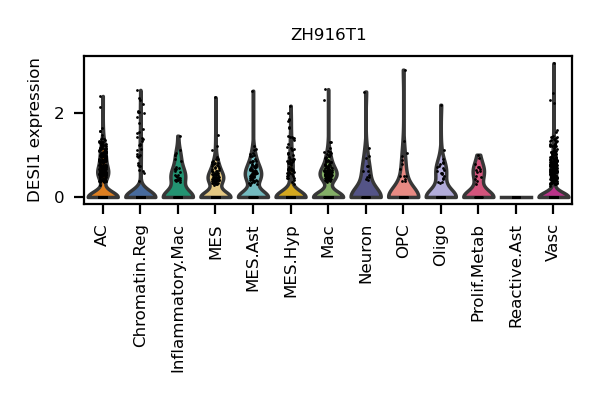 ZH916T1
DESI1 expression
2
0
AC
Chromatin.Reg
Inflammatory.Mac
MES
MES.Ast
MES.Hyp
Mac
Neuron
OPC
Oligo
Prolif.Metab
Reactive.Ast
Vasc